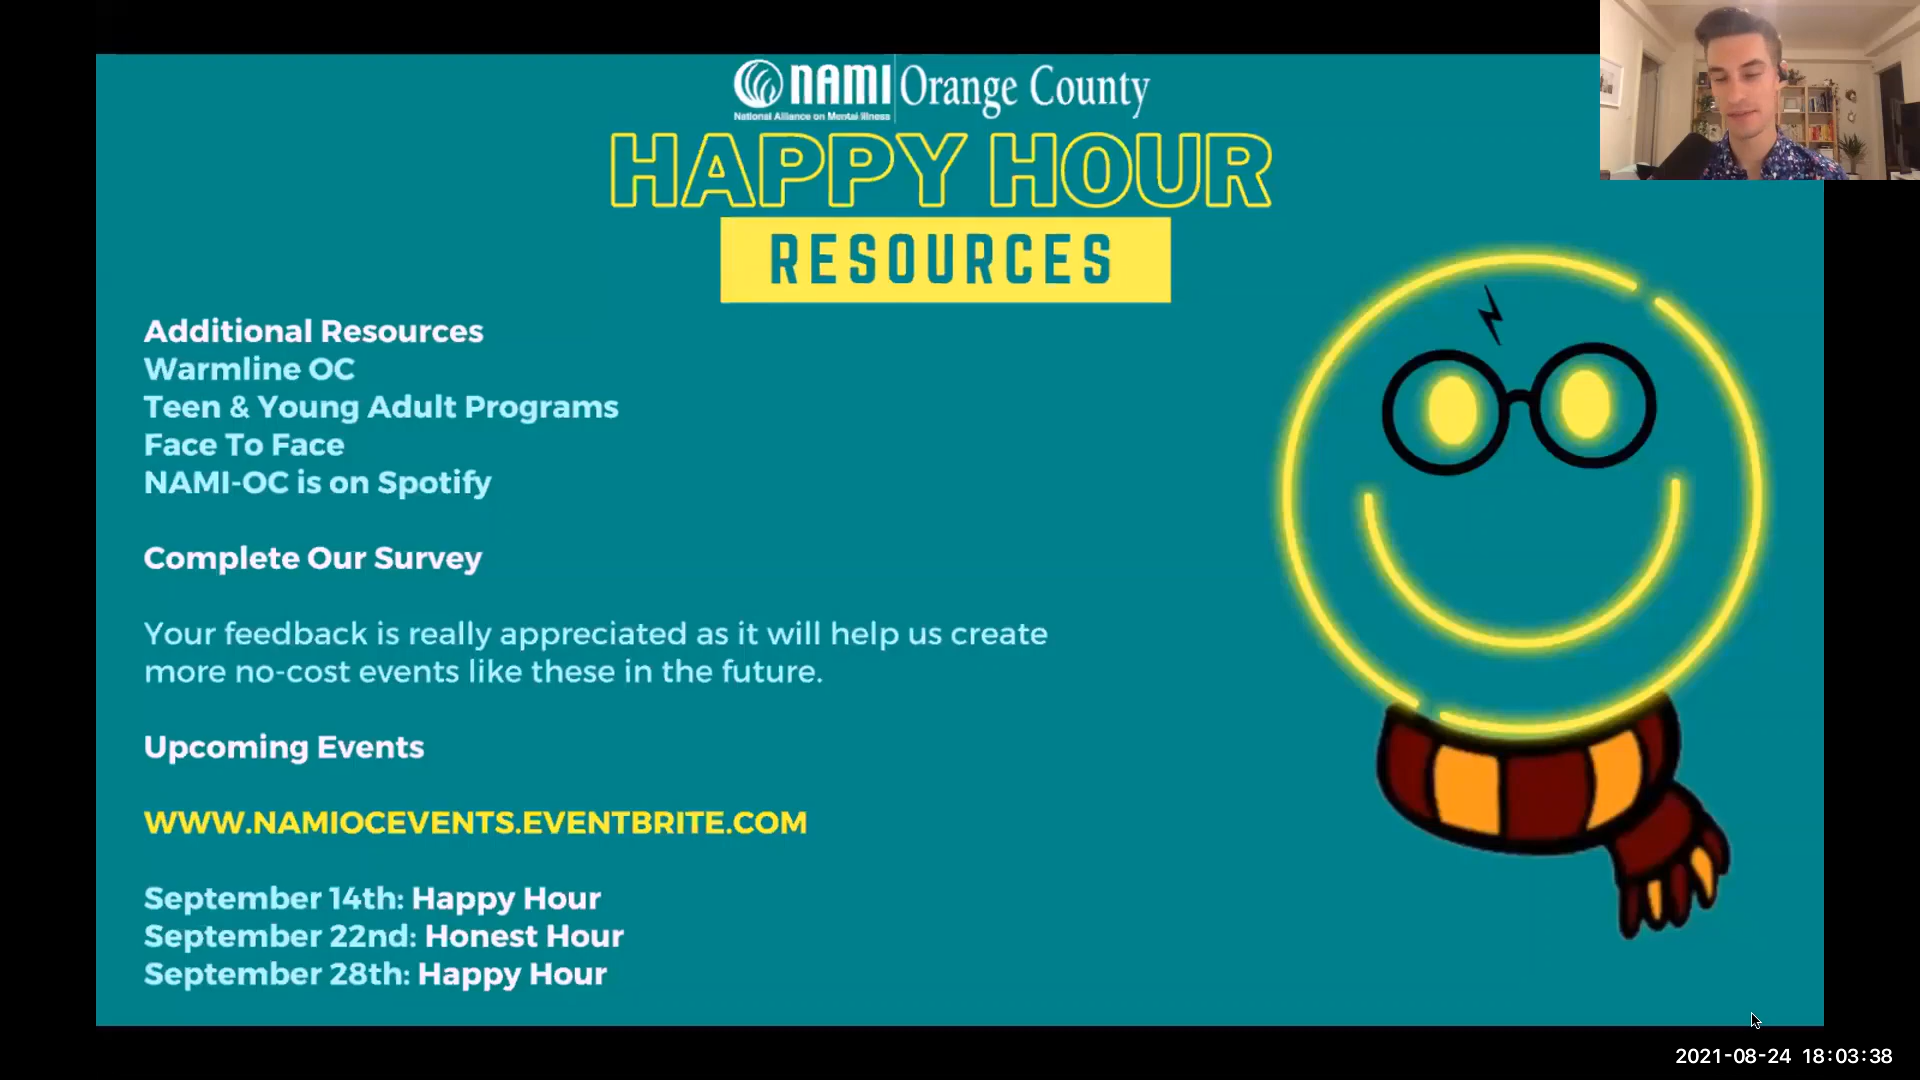 NAMI Orange County
National Alliance on Mental Illness
HAPPY HOUR
RESOURCES
Additional Resources
Warmline OC
Teen & Young Adult Programs
Face To Face
NAMI-OC is on Spotify
Complete Our Survey
Your feedback is really appreciated as it will help us create
more no-cost events like these in the future.
Upcoming Events
WWW.NAMIOCEVENTS.EVENTBRITE.COM
September 14th: Happy Hour
September 22nd: Honest Hour
September 28th: Happy Hour
2021-08-24 18:03:38